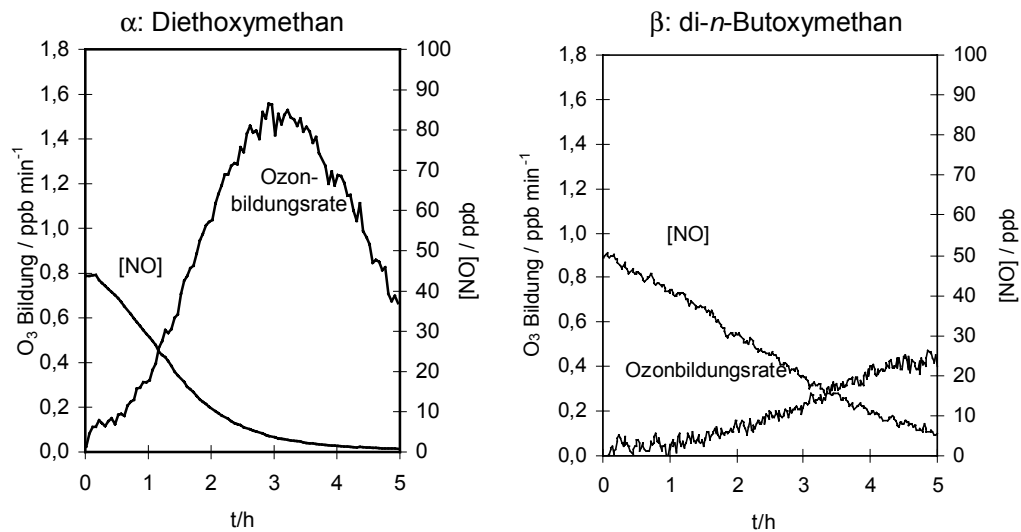 α: Diethoxymethan
O₃ Bildung / ppb min⁻¹
1,8
1,6
1,4
1,2
1,0
0,8
0,6
0,4
0,2
0,0
Ozon-
bildungsrate
[NO]
100
90
80
70
60
50
40
30
20
10
0
[NO] / ppb
0 1 2 3 4 5
t/h
β: di-n-Butoxymethan
O₃ Bildung / ppb min⁻¹
1,8
1,6
1,4
1,2
1,0
0,8
0,6
0,4
0,2
0,0
[NO]
Ozonbildungsrate
100
90
80
70
60
50
40
30
20
10
0
[NO] / ppb
0 1 2 3 4 5
t/h